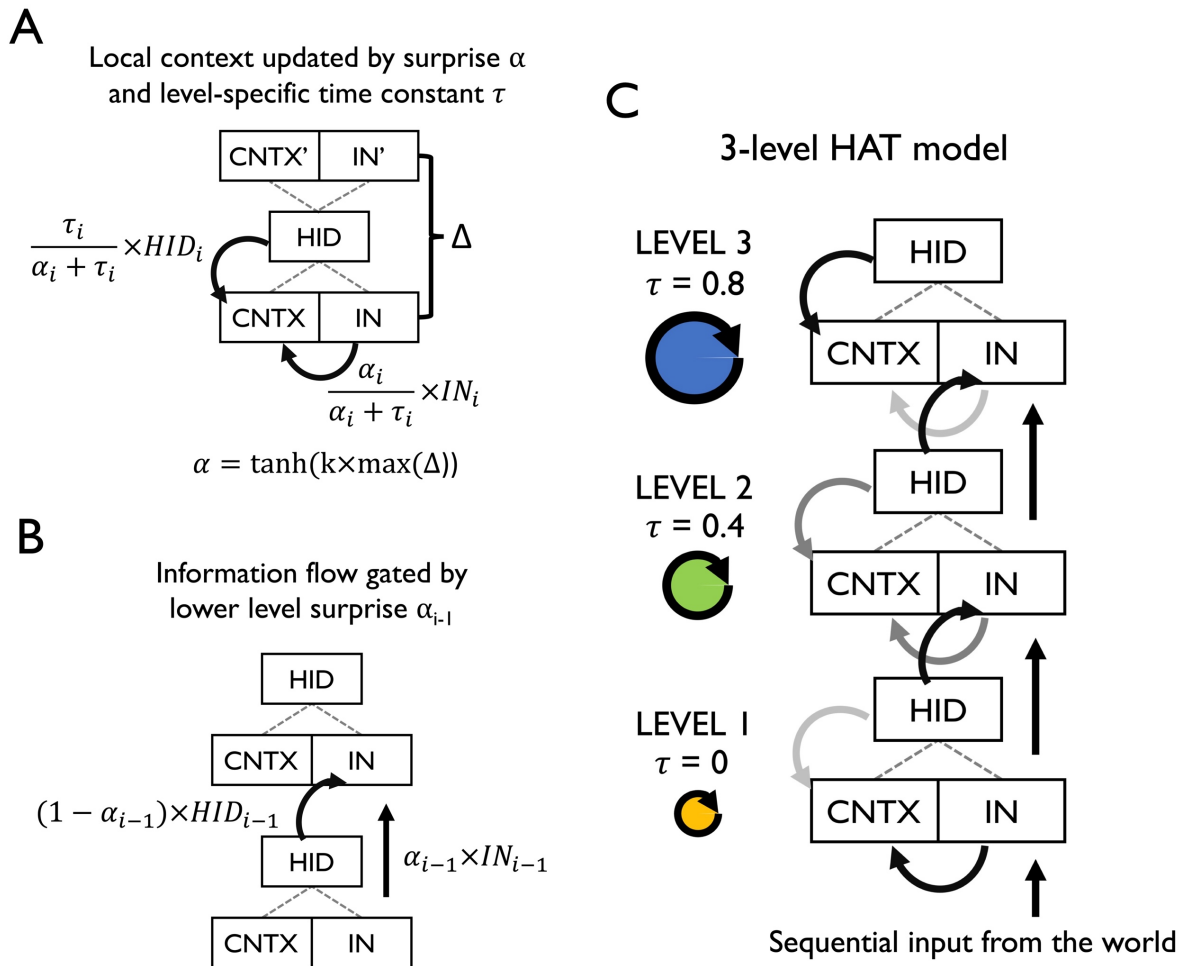 A
Local context updated by surprise α
and level-specific time constant τ
CNTX' IN'
HID
Δ
τᵢ/(αᵢ + τᵢ) ×HIDᵢ
CNTX IN
αᵢ/(αᵢ + τᵢ) ×INᵢ
α = tanh(k×max(Δ))
B
Information flow gated by
lower level surprise αᵢ₋₁
HID
CNTX IN
(1 − αᵢ₋₁)×HIDᵢ₋₁
HID
αᵢ₋₁×INᵢ₋₁
CNTX IN
C
3-level HAT model
HID
LEVEL 3
τ = 0.8
CNTX IN
HID
LEVEL 2
τ = 0.4
CNTX IN
HID
LEVEL 1
τ = 0
CNTX IN
Sequential input from the world